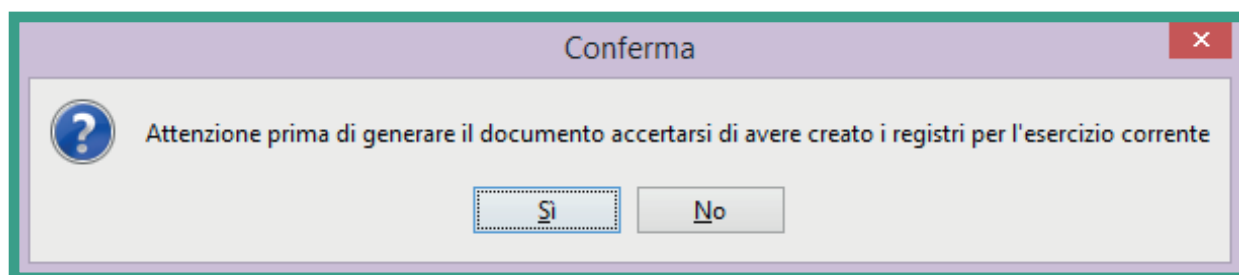 Conferma
Attenzione prima di generare il documento accertarsi di avere creato i registri per l'esercizio corrente
Sì
No